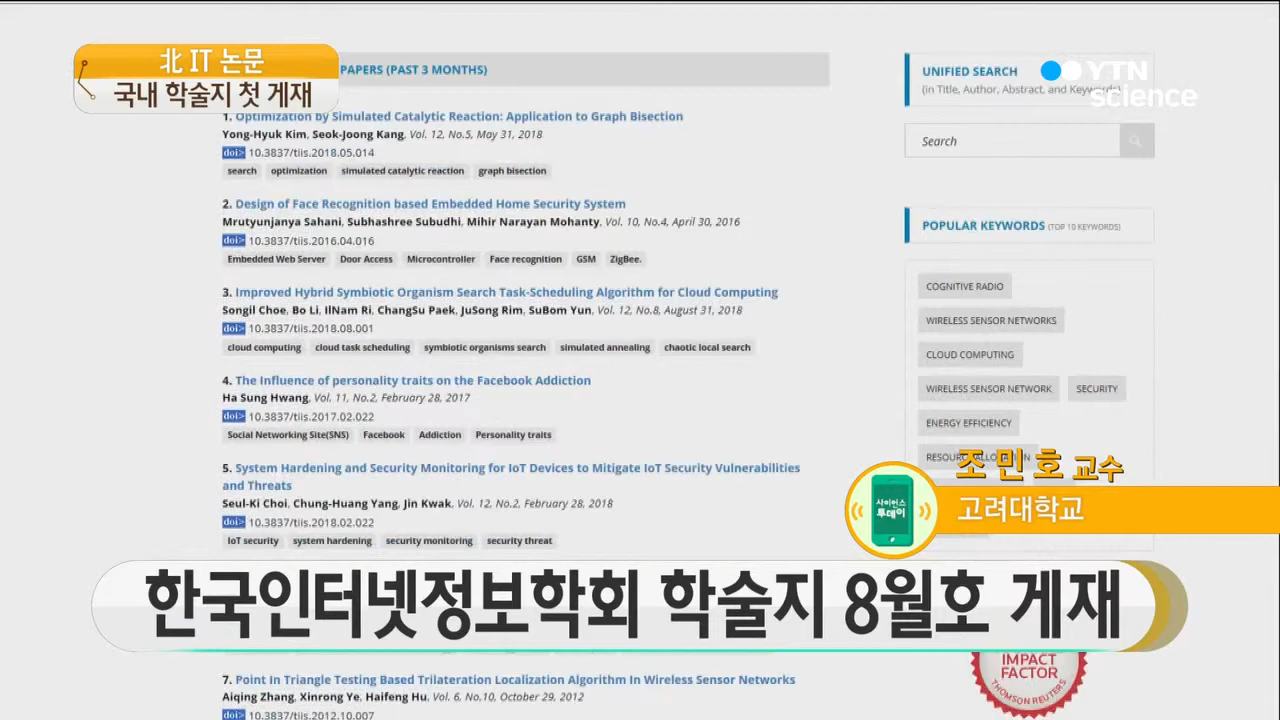 北 IT 논문
국내 학술지 첫 게재
PAPERS (PAST 3 MONTHS)
1. Optimization by Simulated Catalytic Reaction: Application to Graph Bisection
Yong-Hyuk Kim, Seok-Joong Kang, Vol. 12, No.5, May 31, 2018
doi> 10.3837/tiis.2018.05.014
search optimization simulated catalytic reaction graph bisection
2. Design of Face Recognition based Embedded Home Security System
Mrutyunjanya Sahani, Subhashree Subudhi, Mihir Narayan Mohanty, Vol. 10, No.4, April 30, 2016
doi> 10.3837/tiis.2016.04.016
Embedded Web Server Door Access Microcontroller Face recognition GSM ZigBee.
3. Improved Hybrid Symbiotic Organism Search Task-Scheduling Algorithm for Cloud Computing
Songil Choe, Bo Li, IlNam Ri, ChangSu Paek, JuSong Rim, SuBom Yun, Vol. 12, No.8, August 31, 2018
doi> 10.3837/tiis.2018.08.001
cloud computing cloud task scheduling symbiotic organisms search simulated annealing chaotic local search
4. The Influence of personality traits on the Facebook Addiction
Ha Sung Hwang, Vol. 11, No.2, February 28, 2017
doi> 10.3837/tiis.2017.02.022
Social Networking Site(SNS) Facebook Addiction Personality traits
5. System Hardening and Security Monitoring for IoT Devices to Mitigate IoT Security Vulnerabilities
and Threats
Seul-Ki Choi, Chung-Huang Yang, Jin Kwak, Vol. 12, No.2, February 28, 2018
doi> 10.3837/tiis.2018.02.022
IoT security system hardening security monitoring security threat
7. Point In Triangle Testing Based Trilateration Localization Algorithm In Wireless Sensor Networks
Aiqing Zhang, Xinrong Ye, Haifeng Hu, Vol. 6, No.10, October 29, 2012
doi> 10.3837/tiis.2012.10.007
UNIFIED SEARCH
(in Title, Author, Abstract, and Keywords)
YTN
science
Search
POPULAR KEYWORDS (TOP 10 KEYWORDS)
COGNITIVE RADIO
WIRELESS SENSOR NETWORKS
CLOUD COMPUTING
WIRELESS SENSOR NETWORK SECURITY
ENERGY EFFICIENCY
RESOURCE ALLOCATION
조민호 교수
사이언스
투데이
고려대학교
한국인터넷정보학회 학술지 8월호 게재
IMPACT
FACTOR
THOMSON REUTERS